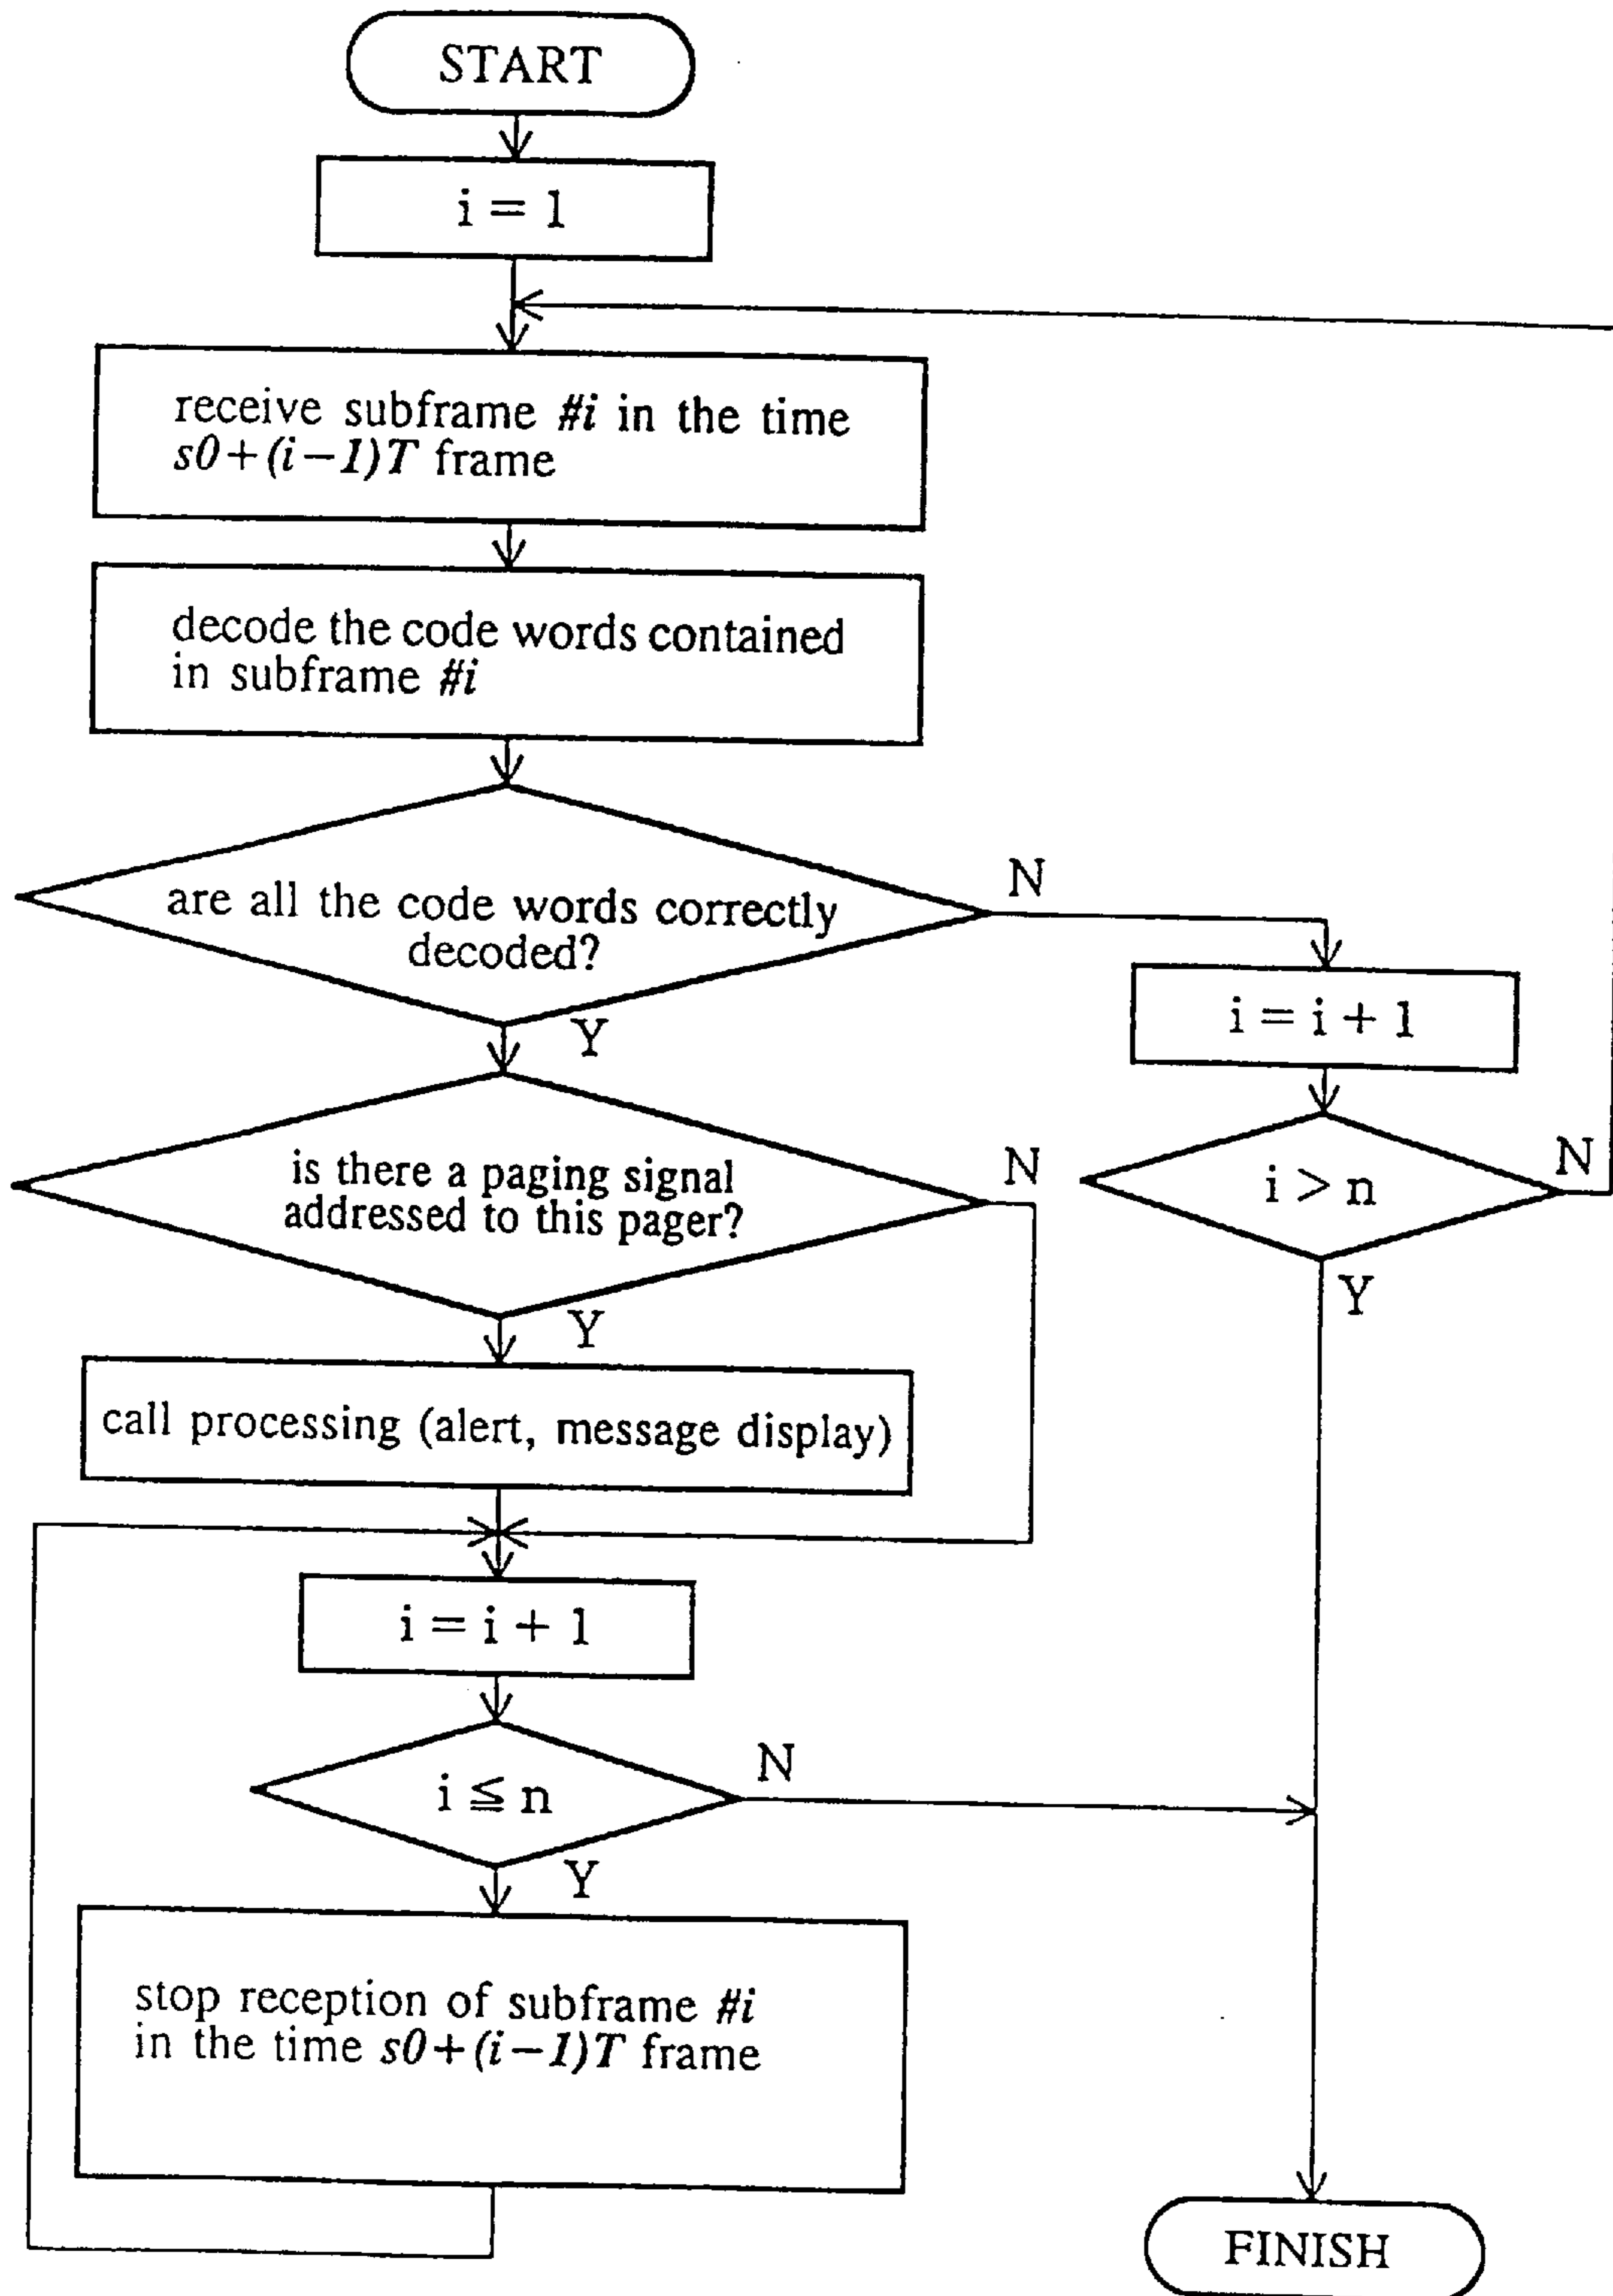 START
i = 1
receive subframe #i in the time
s0+(i−1)T frame
decode the code words contained
in subframe #i
are all the code words correctly
decoded?
N
Y
i = i + 1
is there a paging signal
addressed to this pager?
N
Y
i > n
N
Y
call processing (alert, message display)
i = i + 1
i ≦ n
N
Y
stop reception of subframe #i
in the time s0+(i−1)T frame
FINISH